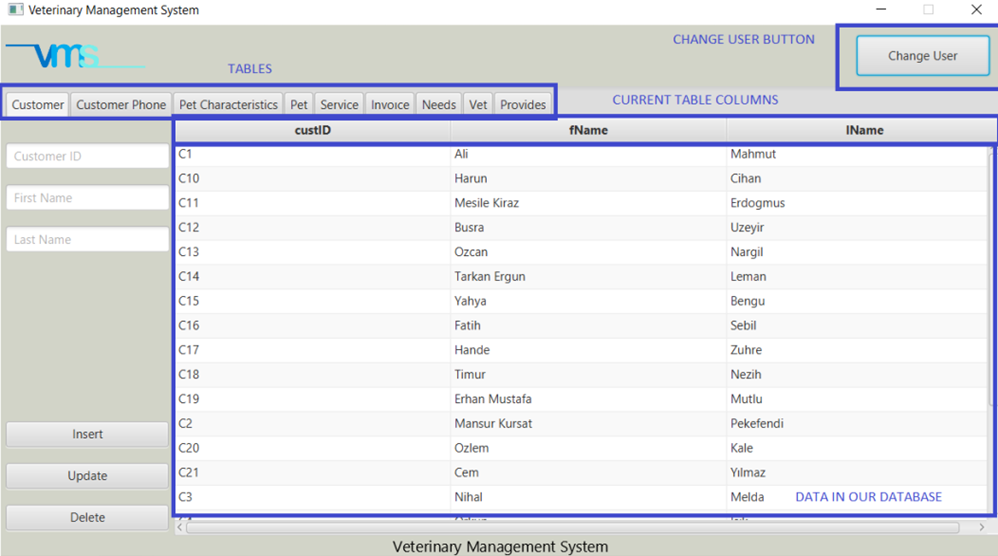 Veterinary Management System
vms
CHANGE USER BUTTON
Change User
TABLES
Customer Customer Phone Pet Characteristics Pet Service Invoıce Needs Vet Provides
CURRENT TABLE COLUMNS
custID fName lName
Customer ID
First Name
Last Name
C1 Ali Mahmut
C10 Harun Cihan
C11 Mesile Kiraz Erdogmus
C12 Busra Uzeyir
C13 Ozcan Nargil
C14 Tarkan Ergun Leman
C15 Yahya Bengu
C16 Fatih Sebil
C17 Hande Zuhre
C18 Timur Nezih
C19 Erhan Mustafa Mutlu
C2 Mansur Kursat Pekefendi
C20 Ozlem Kale
C21 Cem Yılmaz
C3 Nihal Melda DATA IN OUR DATABASE
Insert
Update
Delete
Veterinary Management System